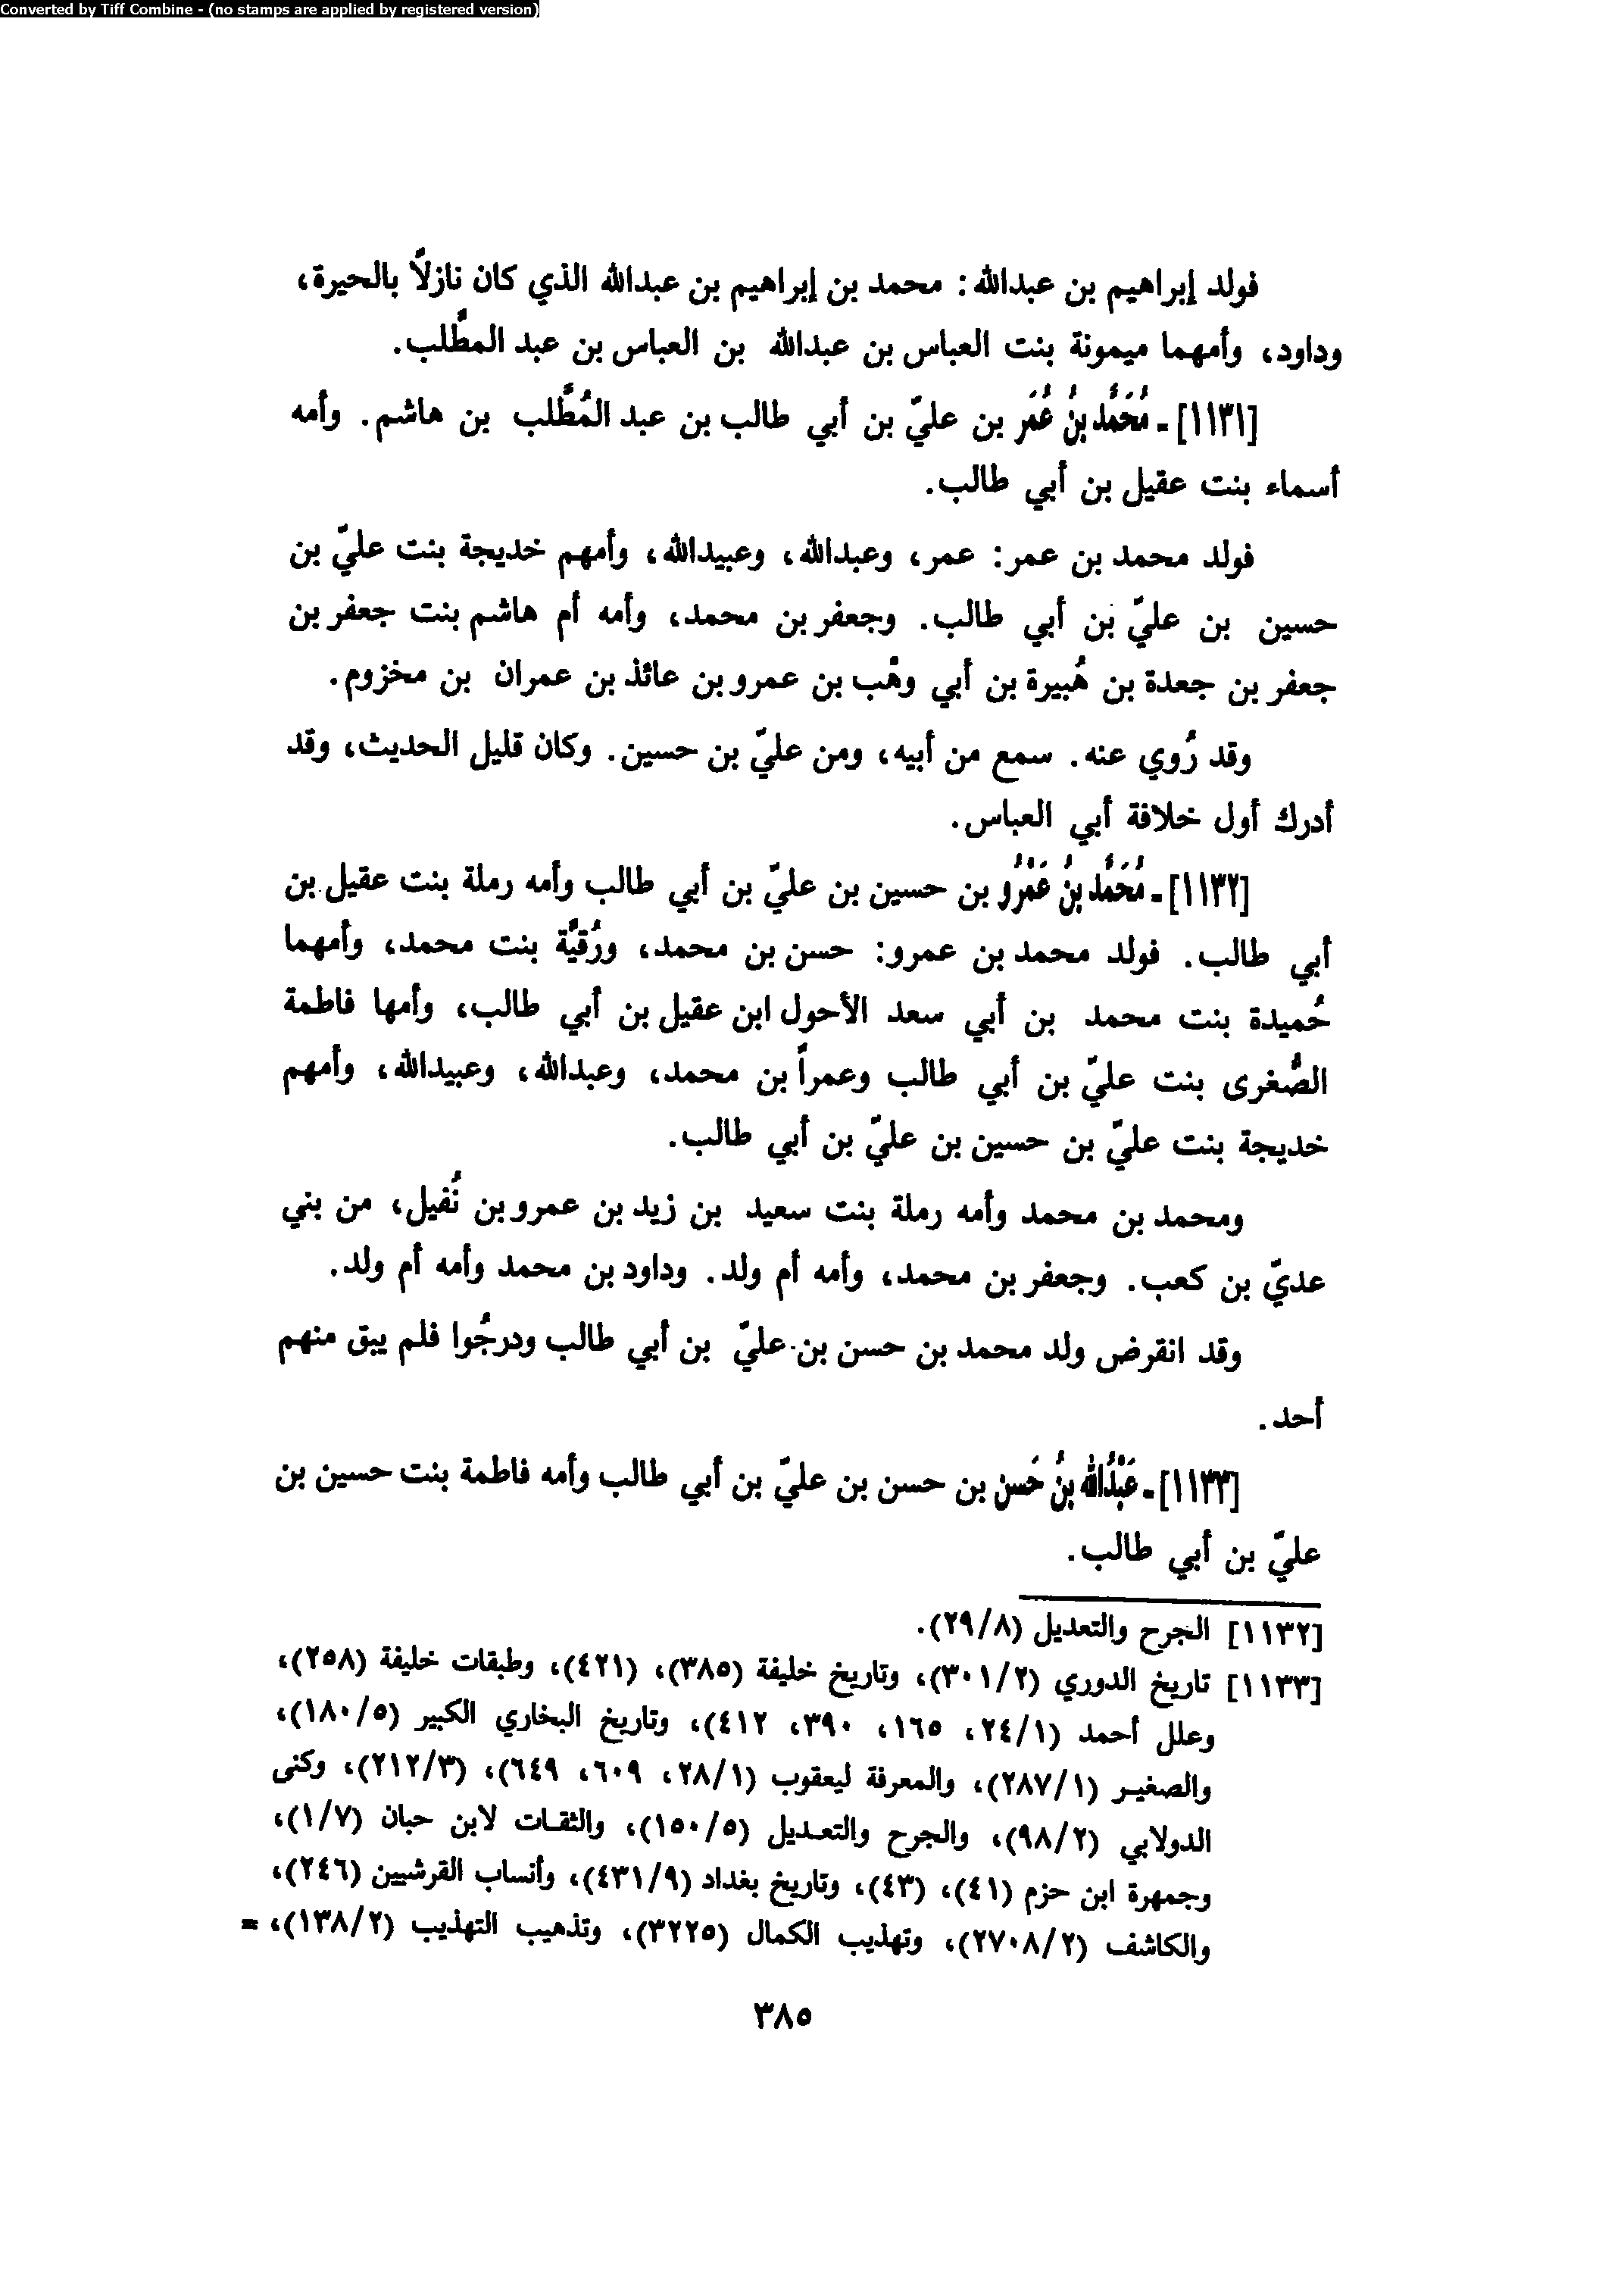 Converted by Tiff Combine - (no stamps are applied by registered version)
فولد إبراهيم بن عبدالله: محمد بن إبراهيم بن عبدالله الذي كان نازلاً بالحيرة،
وداود، وأمهما ميمونة بنت العباس بن عبدالله بن العباس بن عبد المطَّلب.
[١١٣١]ـ مُحَمَّد بنُ عُمَر بن عليّ بن أبي طالب بن عبد المُطَّلب بن هاشم. وأمه
أسماء بنت عقيل بن أبي طالب.
فولد محمد بن عمر: عمر، وعبدالله، وعبيدالله، وأمهم خديجة بنت عليّ بن
حسين بن عليّ بن أبي طالب. وجعفر بن محمد، وأمه أم هاشم بنت جعفر بن
جعفر بن جعدة بن هُبيرة بن أبي وهْب بن عمرو بن عائذ بن عمران بن مخزوم.
وقد رُوي عنه. سمع من أبيه، ومن عليّ بن حسين. وكان قليل الحديث، وقد
أدرك أول خلافة أبي العباس.
[١١٣٢]ـ مُحَمَّد بنُ عَمْرُو بن حسين بن عليّ بن أبي طالب وأمه رملة بنت عقيل بن
أبي طالب. فولد محمد بن عمرو: حسن بن محمد، ورُقيَّة بنت محمد، وأمهما
حُميدة بنت محمد بن أبي سعد الأحول ابن عقيل بن أبي طالب، وأمها فاطمة
الصُّغرى بنت عليّ بن أبي طالب وعمراً بن محمد، وعبدالله، وعبيدالله، وأمهم
خديجة بنت عليّ بن حسين بن عليّ بن أبي طالب.
ومحمد بن محمد وأمه رملة بنت سعيد بن زيد بن عمرو بن نُفيل، من بني
عديّ بن كعب. وجعفر بن محمد، وأمه أم ولد. وداود بن محمد وأمه أم ولد.
وقد انقرض ولد محمد بن حسن بن عليّ بن أبي طالب ودرجُوا فلم يبق منهم
أحد.
[١١٣٣]ـ عَبْدُالله بنُ حَسن بن حسن بن عليّ بن أبي طالب وأمه فاطمة بنت حسين بن
عليّ بن أبي طالب.
[١١٣٢] الجرح والتعديل (٢٩/٨).
[١١٣٣] تاريخ الدوري (٣٠١/٢)، وتاريخ خليفة (٣٨٥)، (٤٢١)، وطبقات خليفة (٢٥٨)،
وعلل أحمد (٢٤/١، ١٦٥، ٣٩٠، ٤١٢)، وتاريخ البخاري الكبير (١٨٠/٥)،
والصغير (٢٨٧/١)، والمعرفة ليعقوب (٢٨/١، ٦٠٩، ٦٤٩)، (٢١٢/٣)، وكنى
الدولابي (٩٨/٢)، والجرح والتعديل (١٥٠/٥)، والثقات لابن حبان (١/٧)،
وجمهرة ابن حزم (٤١)، (٤٣)، وتاريخ بغداد (٤٣١/٩)، وأنساب القرشيين (٢٤٦)،
والكاشف (٢٧٠٨/٢)، وتهذيب الكمال (٣٢٢٥)، وتذهيب التهذيب (١٣٨/٢)، =
٣٨٥